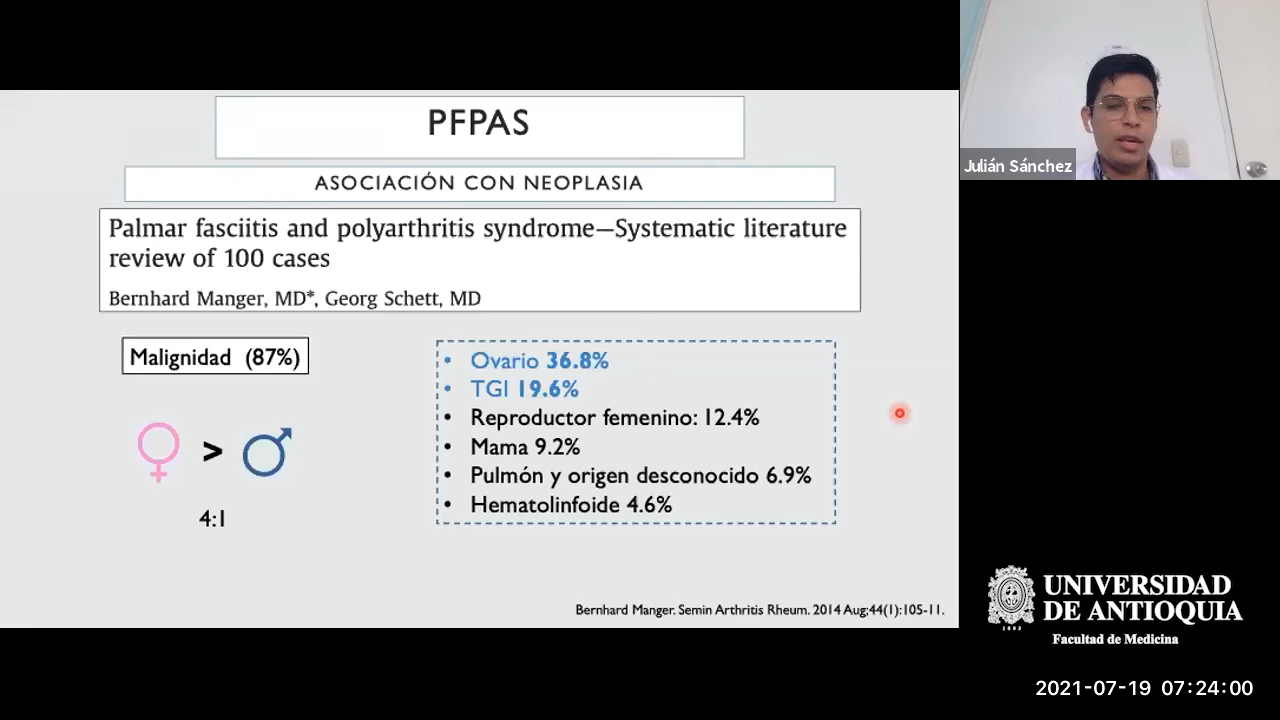 PFPAS
ASOCIACIÓN CON NEOPLASIA
Palmar fasciitis and polyarthritis syndrome—Systematic literature
review of 100 cases
Bernhard Manger, MD*, Georg Schett, MD
Malignidad (87%)
>
4:1
• Ovario 36.8%
• TGI 19.6%
• Reproductor femenino: 12.4%
• Mama 9.2%
• Pulmón y origen desconocido 6.9%
• Hematolinfoide 4.6%
Bernhard Manger. Semin Arthritis Rheum. 2014 Aug;44(1):105-11.
Julián Sánchez
UNIVERSIDAD
DE ANTIOQUIA
1803
Facultad de Medicina
2021-07-19 07:24:00